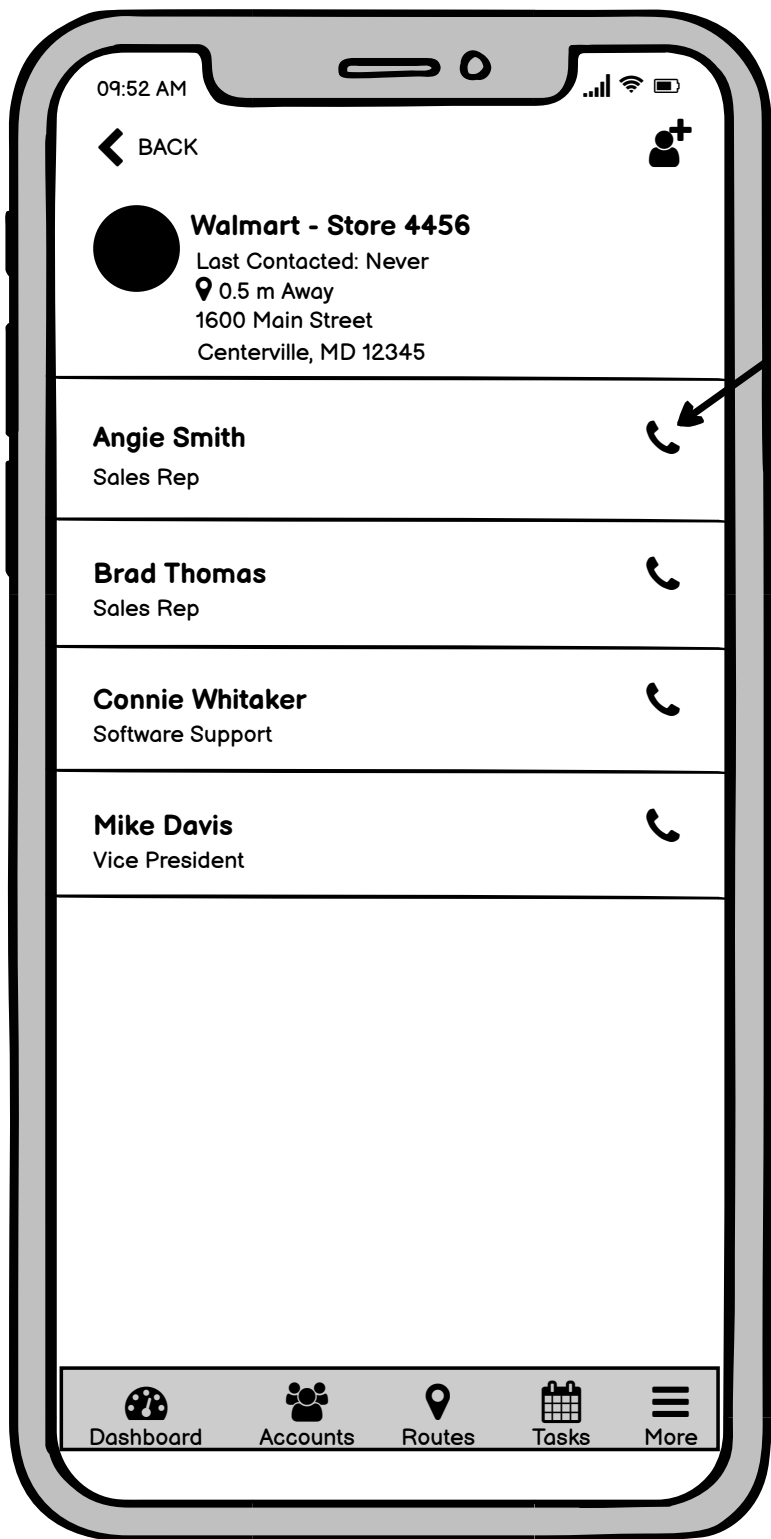 09:52 AM
BACK
Walmart - Store 4456
Last Contacted: Never
0.5 m Away
1600 Main Street
Centerville, MD 12345
Angie Smith
Sales Rep
Brad Thomas
Sales Rep
Connie Whitaker
Software Support
Mike Davis
Vice President
Dashboard Accounts Routes Tasks More